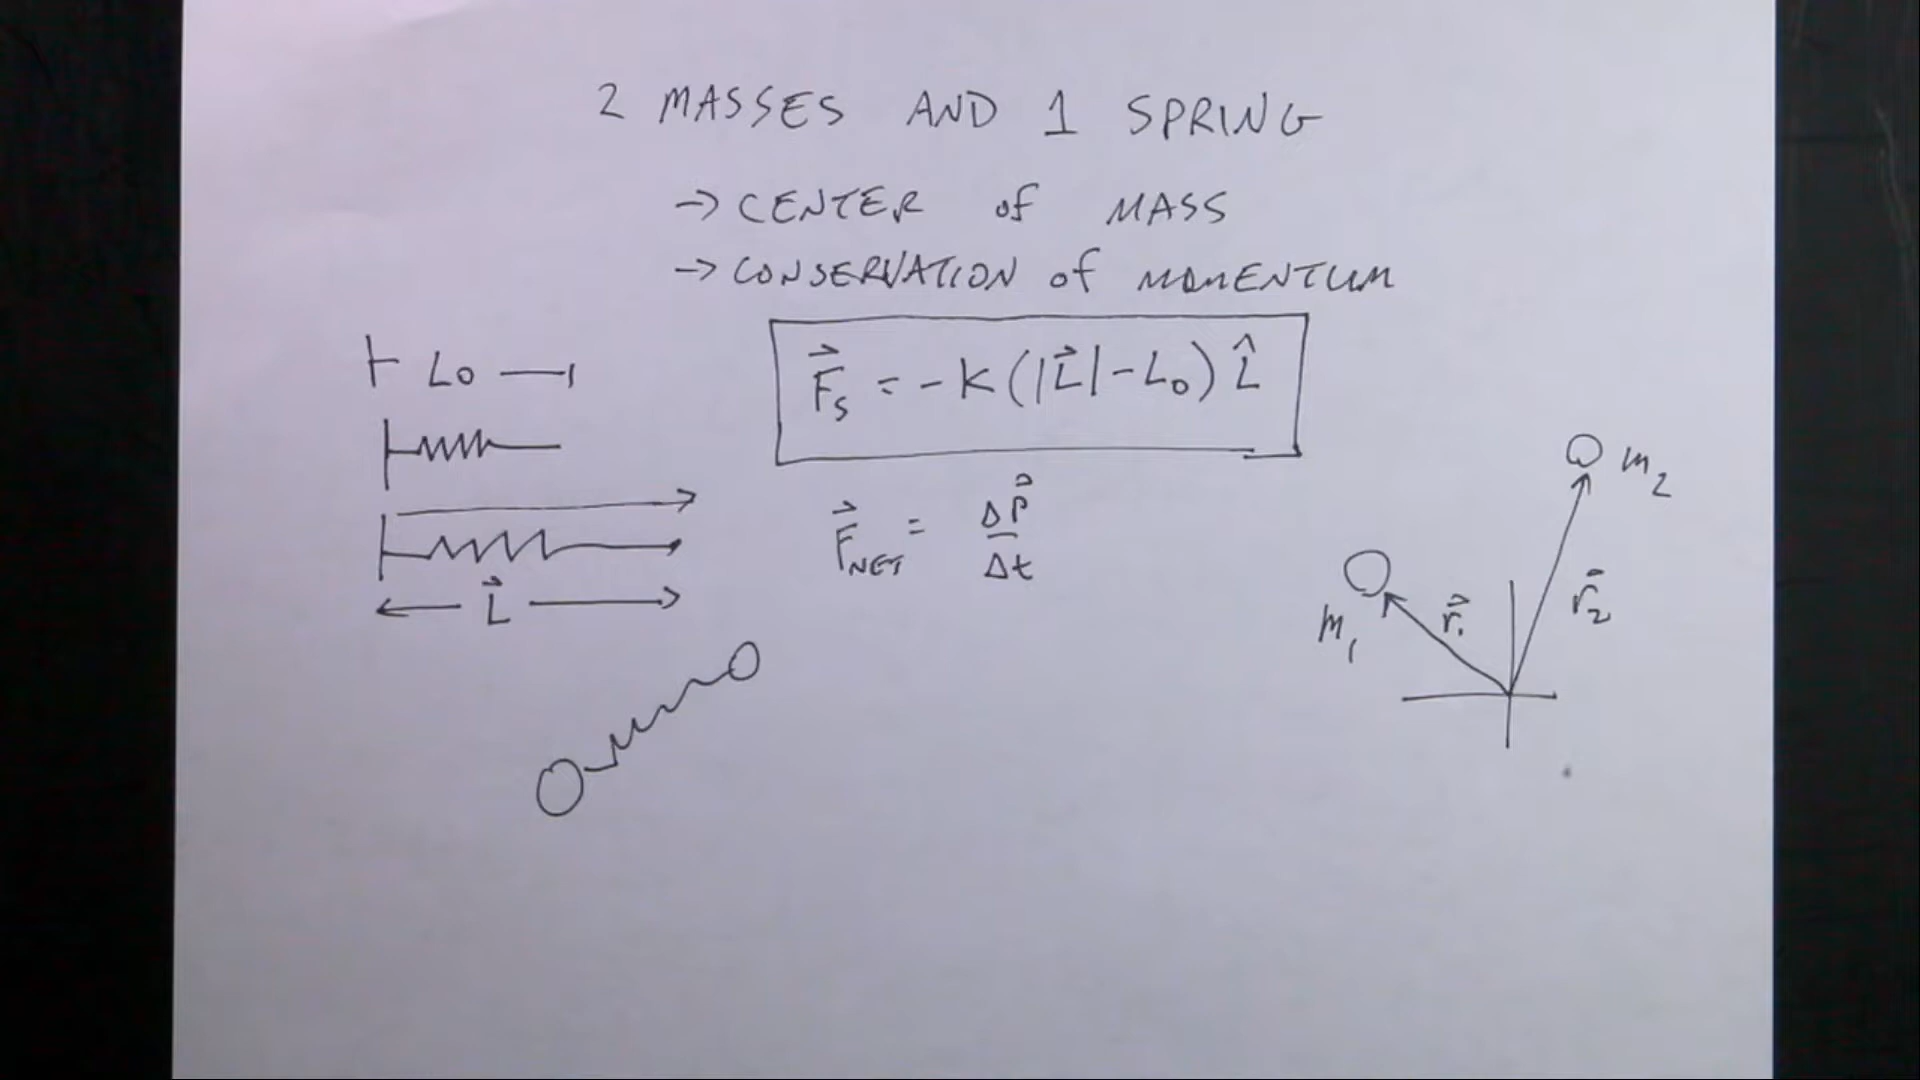 2 MASSES AND 1 SPRING
→ CENTER of MASS
→ CONSERVATION of MOMENTUM
L₀
F⃗ₛ = -K(|L⃗|-L₀) L̂
F⃗_NET = ΔP⃗/Δt
L⃗
m₂
m₁
r⃗₁
r⃗₂